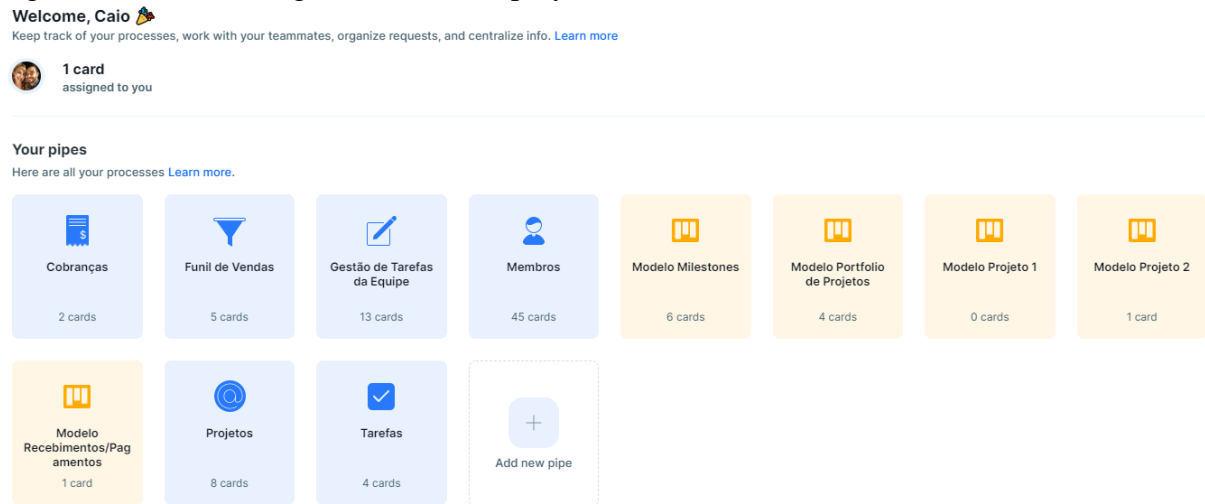 Welcome, Caio 🎉
Keep track of your processes, work with your teammates, organize requests, and centralize info. Learn more
1 card
assigned to you
Your pipes
Here are all your processes Learn more.
$
Cobranças
2 cards
Funil de Vendas
5 cards
Gestão de Tarefas
da Equipe
13 cards
Membros
45 cards
Modelo Milestones
6 cards
Modelo Portfolio
de Projetos
4 cards
Modelo Projeto 1
0 cards
Modelo Projeto 2
1 card
Modelo
Recebimentos/Pag
amentos
1 card
@
Projetos
8 cards
Tarefas
4 cards
+
Add new pipe